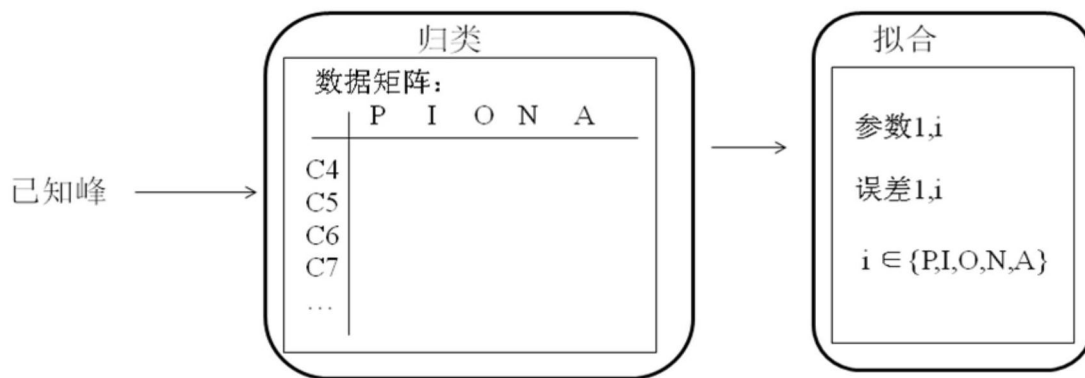 归类
数据矩阵：
P I O N A
C4
C5
C6
C7
...
已知峰
拟合
参数1,i
误差1,i
i ∈{P,I,O,N,A}